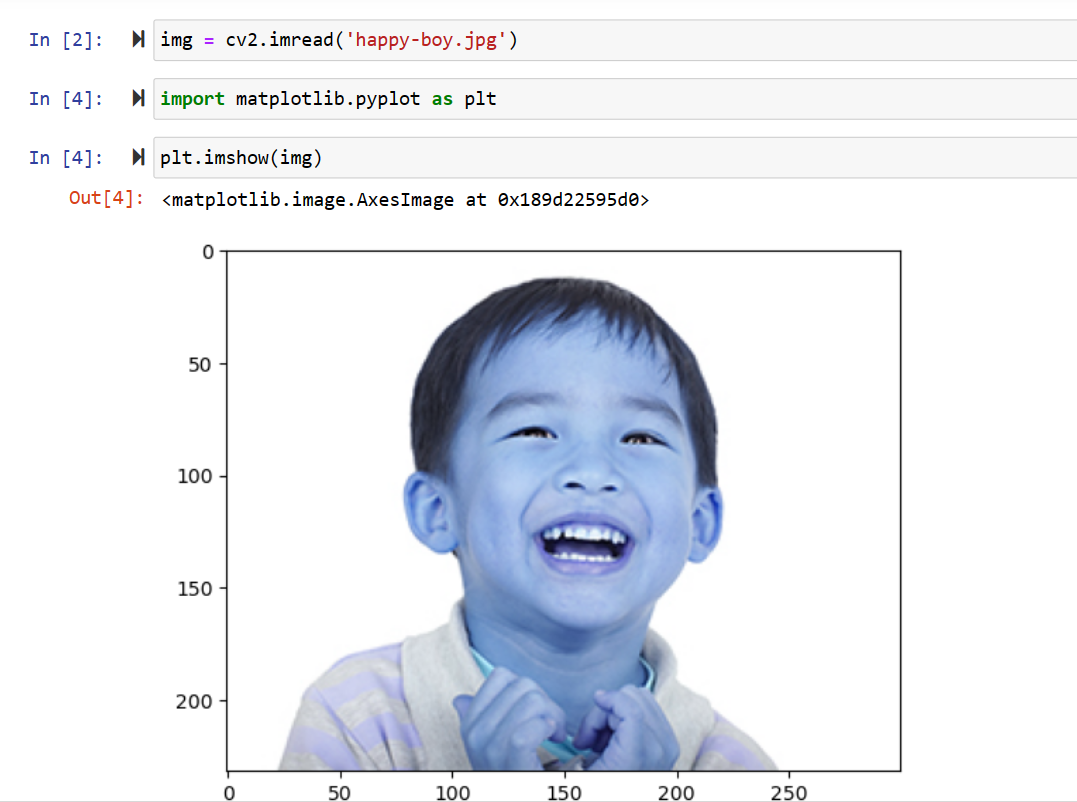 In [2]: img = cv2.imread('happy-boy.jpg')
In [4]: import matplotlib.pyplot as plt
In [4]: plt.imshow(img)
Out[4]: <matplotlib.image.AxesImage at 0x189d22595d0>
0
50
100
150
200
0 50 100 150 200 250